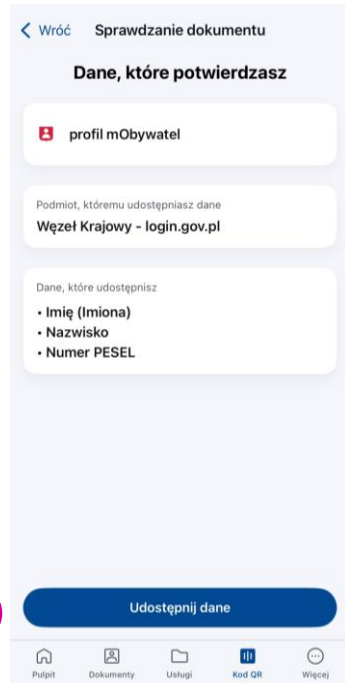 Wróć Sprawdzanie dokumentu
Dane, które potwierdzasz
profil mObywatel
Podmiot, któremu udostępniasz dane
Węzeł Krajowy - login.gov.pl
Dane, które udostępnisz
• Imię (Imiona)
• Nazwisko
• Numer PESEL
Udostępnij dane
Pulpit Dokumenty Usługi Kod QR Więcej